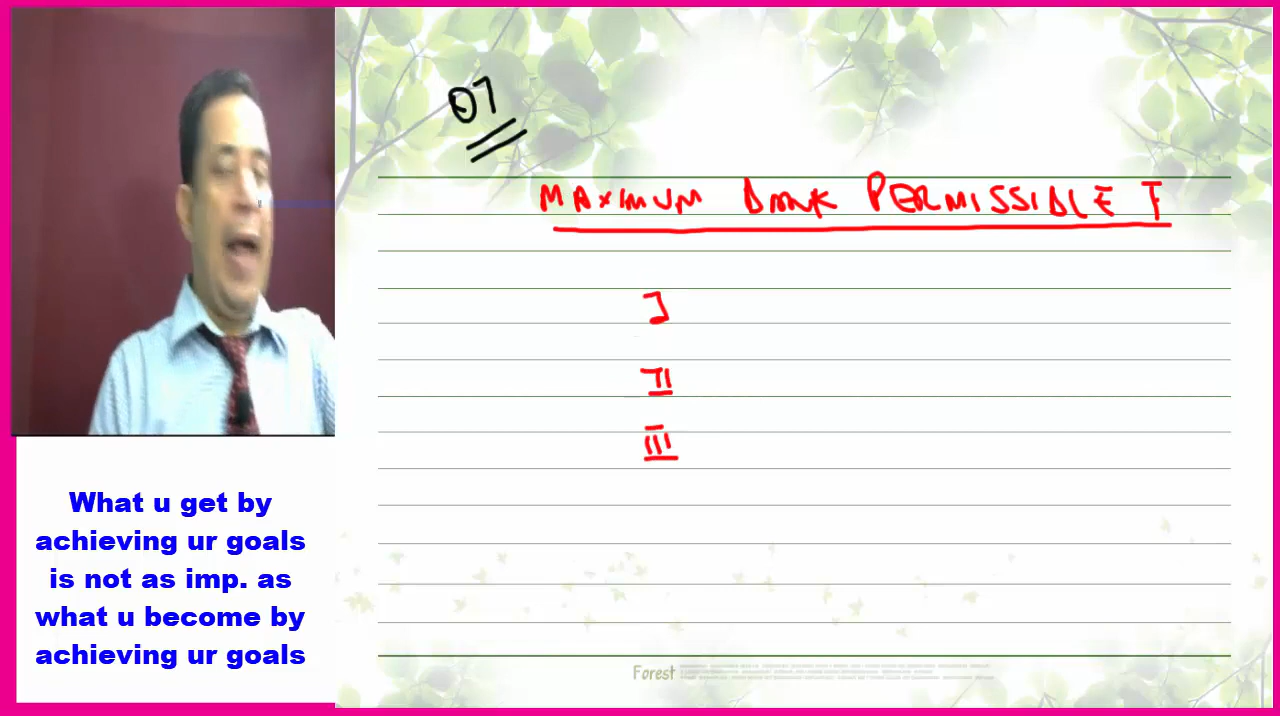 Q7
MAXIMUM BANK PERMISSIBLE F
I
II
III
What u get by
achieving ur goals
is not as imp. as
what u become by
achieving ur goals
Forest